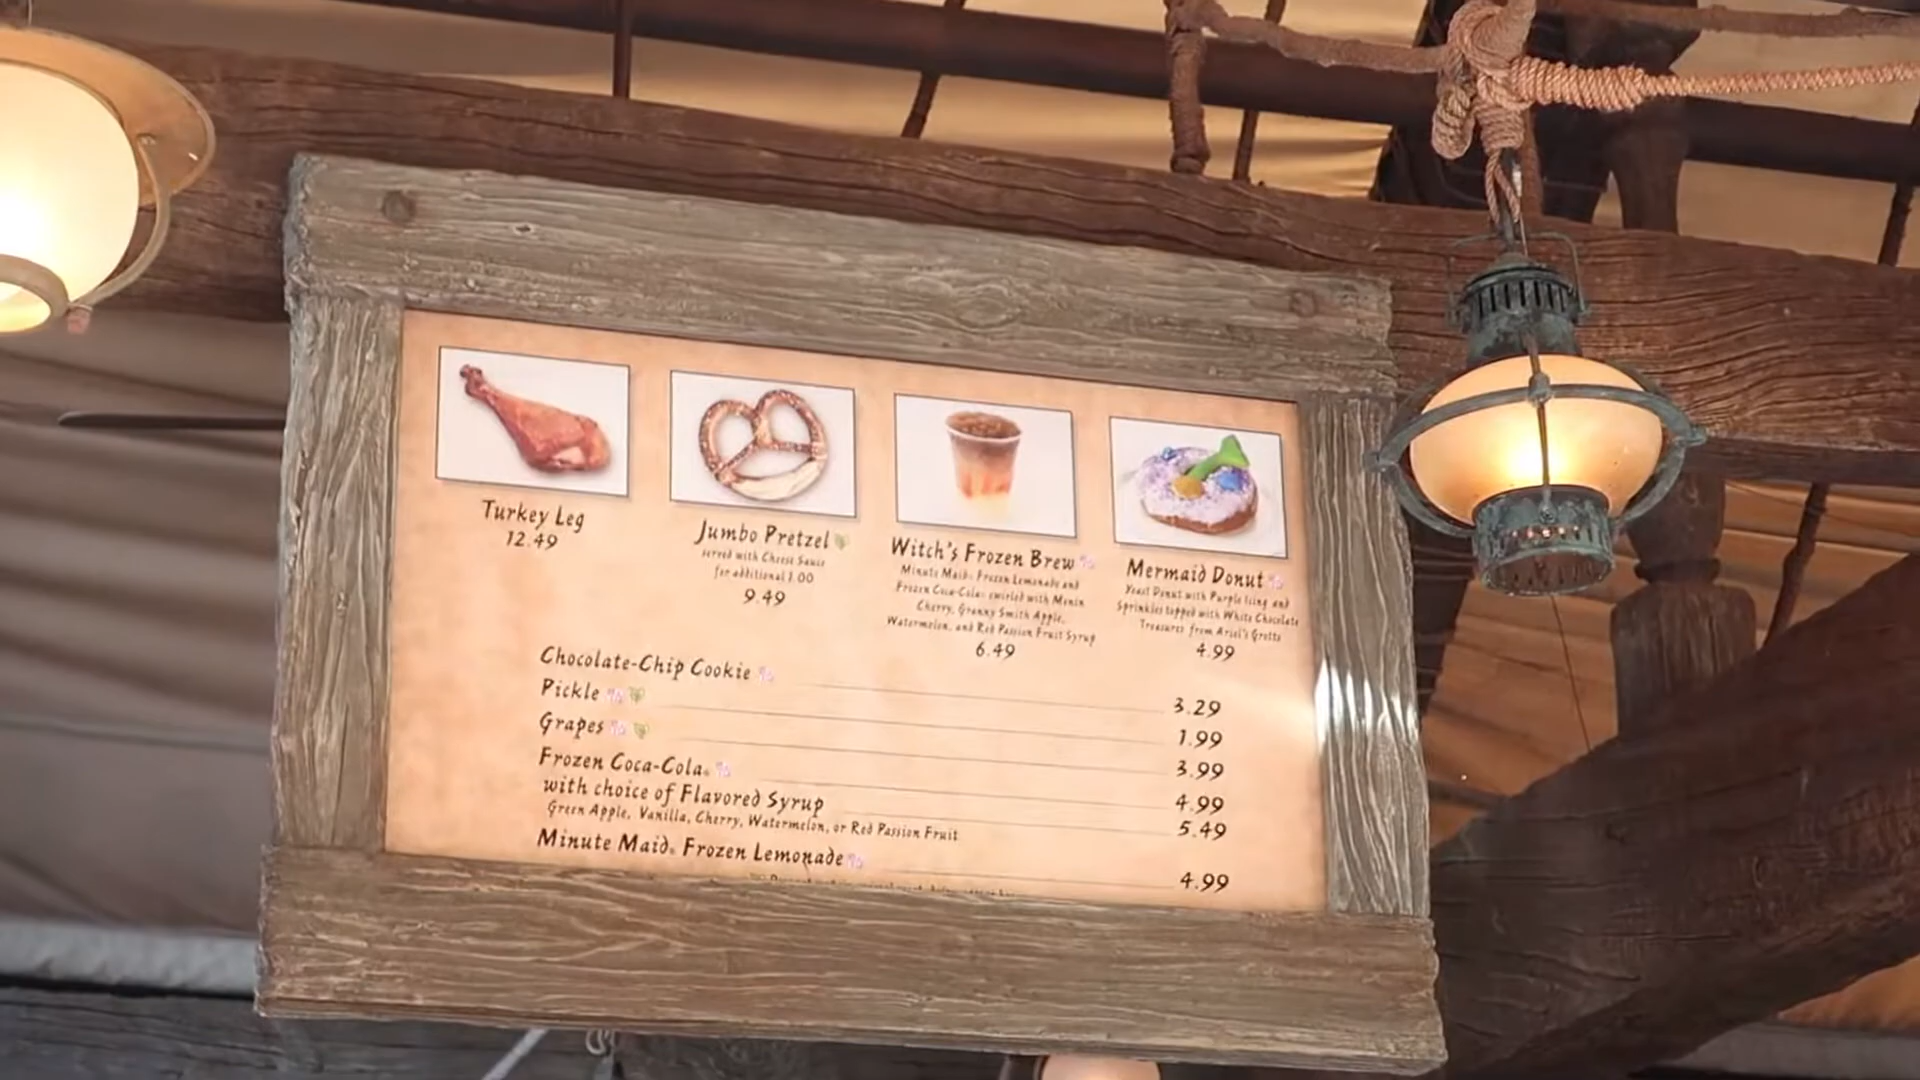 Turkey Leg
12.49
Jumbo Pretzel
served with Cheese Sauce
for additional 1.00
9.49
Witch's Frozen Brew
Minute Maid® Frozen Lemonade and
Frozen Coca-Cola® swirled with Monin
Cherry, Granny Smith Apple,
Watermelon, and Red Passion Fruit Syrup
6.49
Mermaid Donut
Yeast Donut with Purple Icing and
Sprinkles topped with White Chocolate
Treasures from Ariel's Grotto
4.99
Chocolate-Chip Cookie 3.29
Pickle 1.99
Grapes 3.99
Frozen Coca-Cola® 4.99
with choice of Flavored Syrup 5.49
Green Apple, Vanilla, Cherry, Watermelon, or Red Passion Fruit
Minute Maid® Frozen Lemonade 4.99